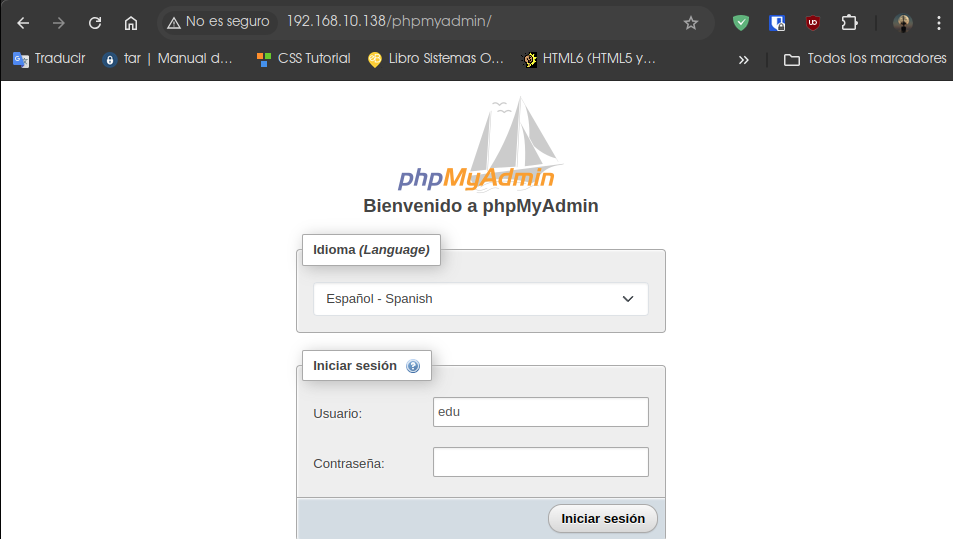 No es seguro 192.168.10.138/phpmyadmin/
Traducir tar | Manual d... CSS Tutorial Libro Sistemas O... HTML6 (HTML5 y... » Todos los marcadores
phpMyAdmin
Bienvenido a phpMyAdmin
Idioma (Language)
Español - Spanish
Iniciar sesión ?
Usuario: edu
Contraseña:
Iniciar sesión